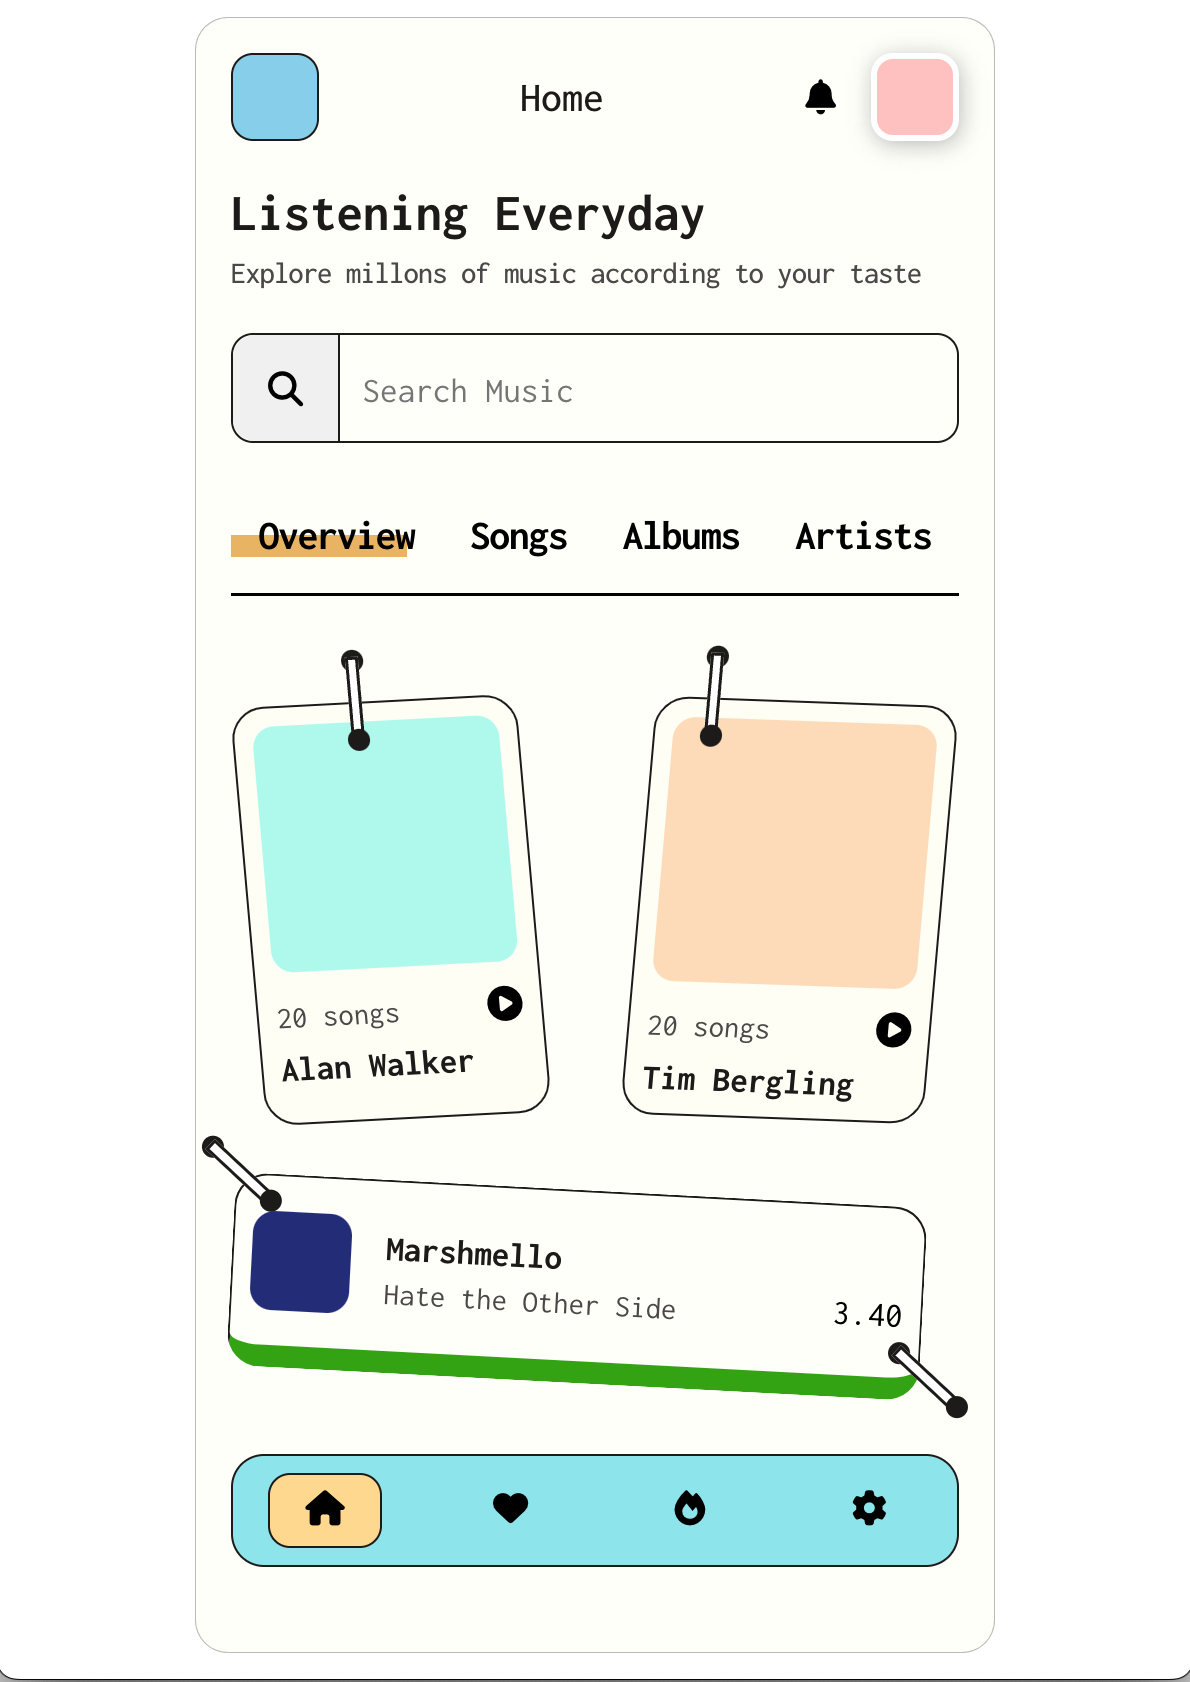 Home
Listening Everyday
Explore millons of music according to your taste
Search Music
Overview Songs Albums Artists
20 songs
Alan Walker
20 songs
Tim Bergling
Marshmello
Hate the Other Side
3.40